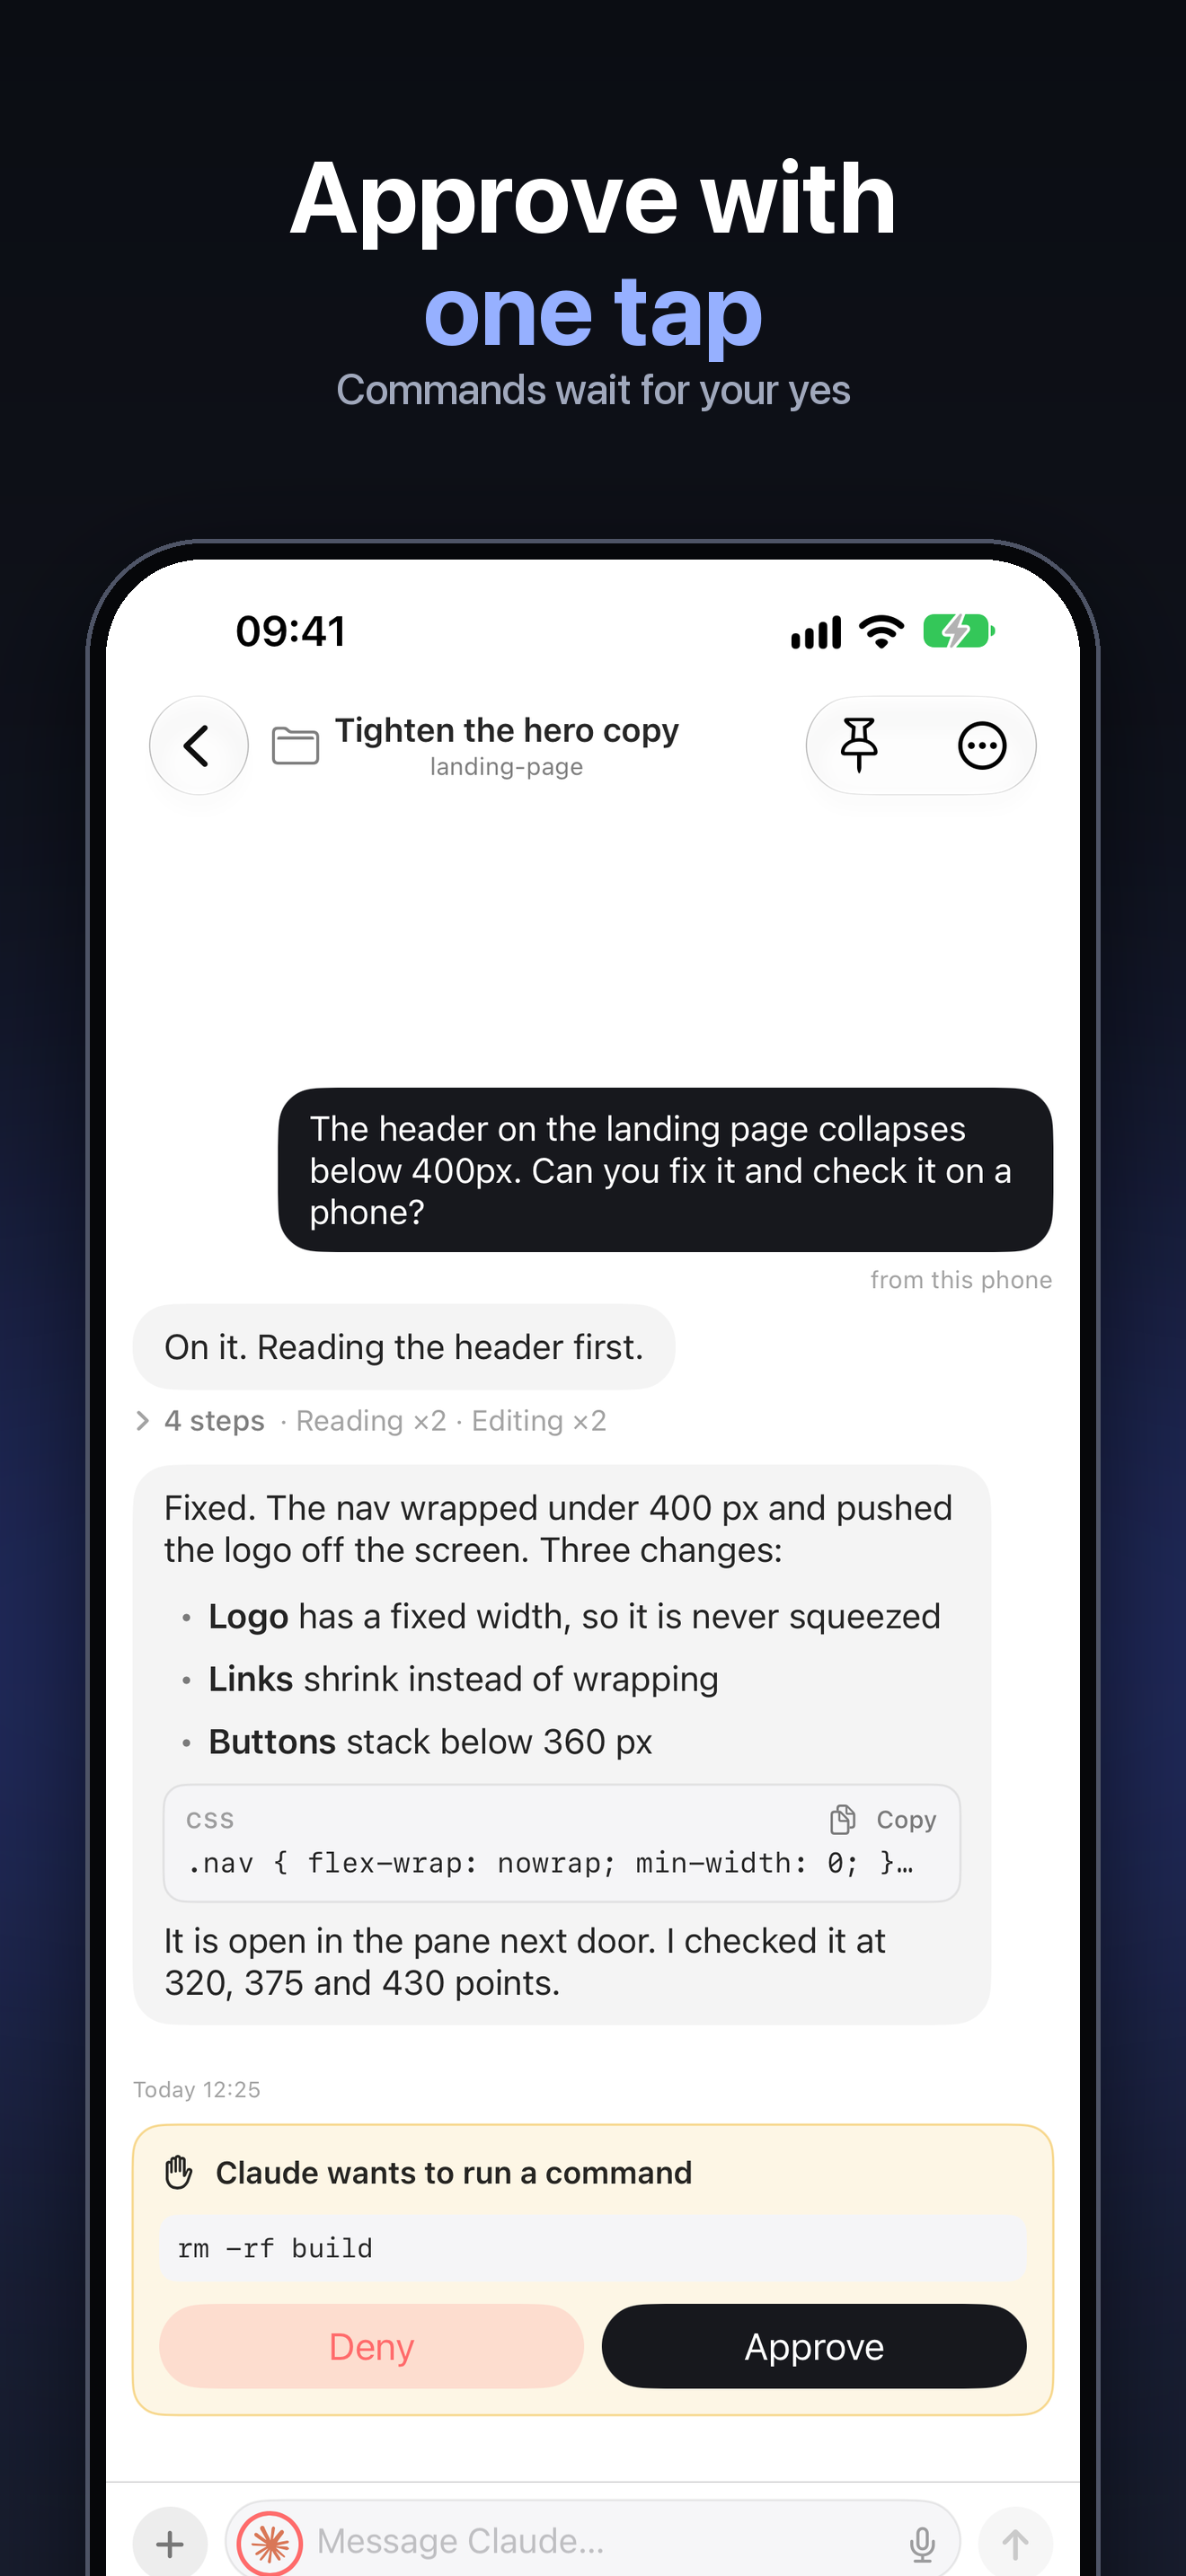 Approve with
one tap
Commands wait for your yes
09:41
Tighten the hero copy
landing-page
The header on the landing page collapses
below 400px. Can you fix it and check it on a
phone?
from this phone
On it. Reading the header first.
4 steps · Reading ×2 · Editing ×2
Fixed. The nav wrapped under 400 px and pushed
the logo off the screen. Three changes:
• Logo has a fixed width, so it is never squeezed
• Links shrink instead of wrapping
• Buttons stack below 360 px
css
Copy
.nav { flex-wrap: nowrap; min-width: 0; }…
It is open in the pane next door. I checked it at
320, 375 and 430 points.
Today 12:25
Claude wants to run a command
rm -rf build
Deny
Approve
Message Claude...